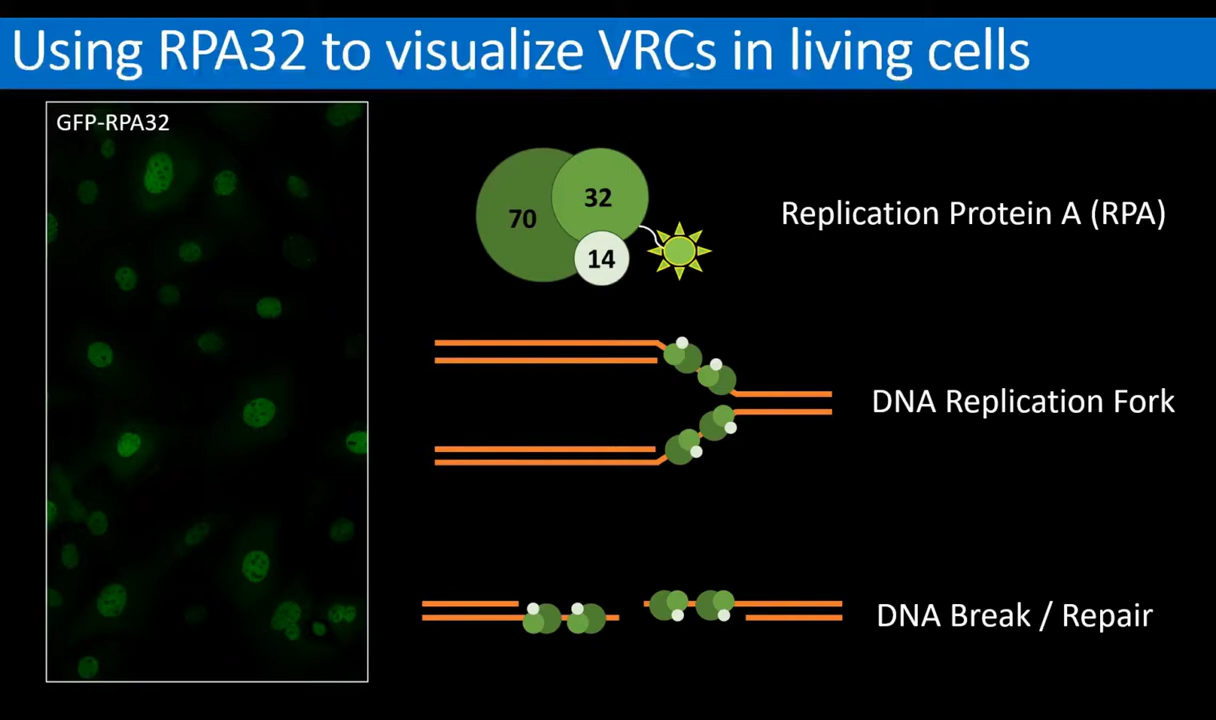 Using RPA32 to visualize VRCs in living cells
GFP-RPA32
70
32
14
Replication Protein A (RPA)
DNA Replication Fork
DNA Break / Repair